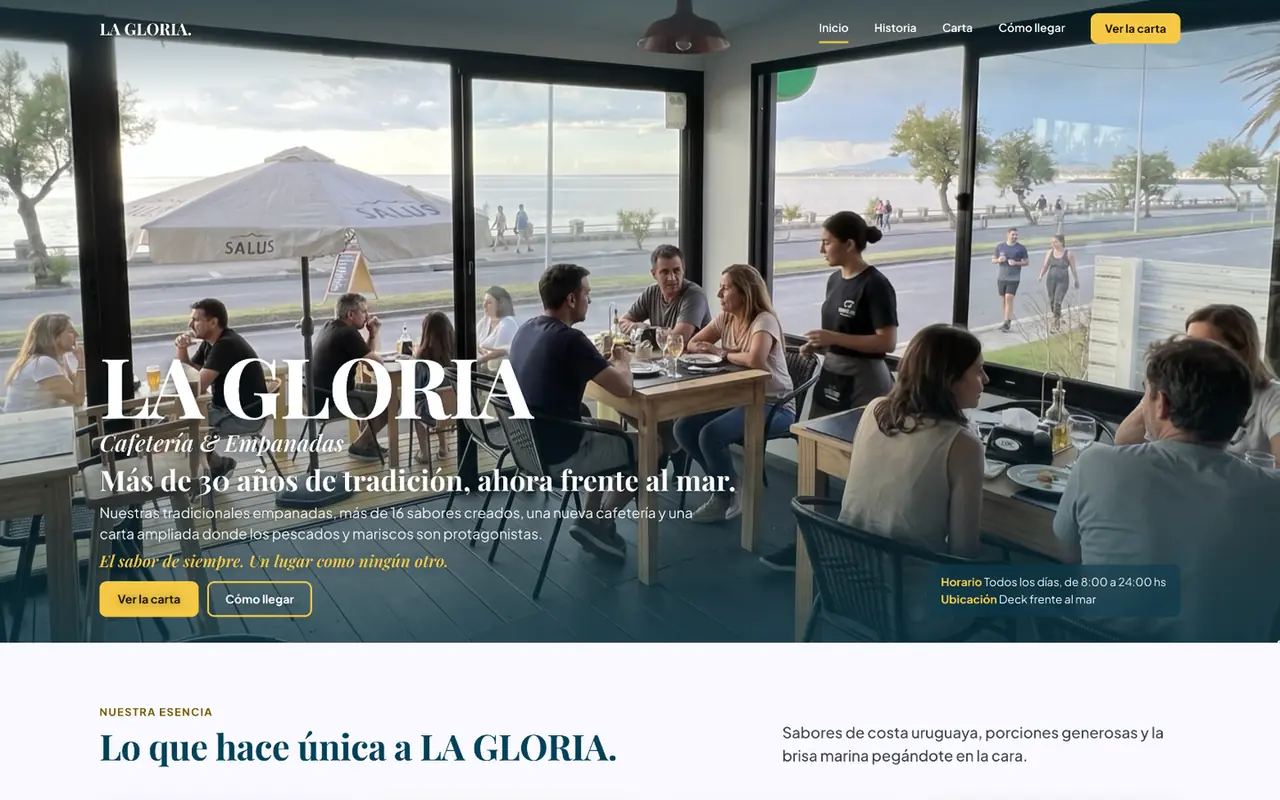 LA GLORIA.
Inicio
Historia
Carta
Cómo llegar
Ver la carta
SALUS
SALUS
LA GLORIA
Cafetería & Empanadas
Más de 30 años de tradición, ahora frente al mar.
Nuestras tradicionales empanadas, más de 16 sabores creados, una nueva cafetería y una
carta ampliada donde los pescados y mariscos son protagonistas.
El sabor de siempre. Un lugar como ningún otro.
Ver la carta
Cómo llegar
Horario Todos los días, de 8:00 a 24:00 hs
Ubicación Deck frente al mar
NUESTRA ESENCIA
Lo que hace única a LA GLORIA.
Sabores de costa uruguaya, porciones generosas y la
brisa marina pegándote en la cara.